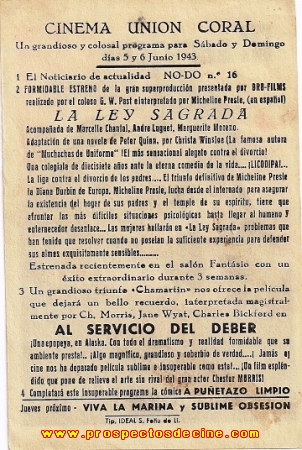 CINEMA UNION CORAL
Un grandioso y colosal programa para Sábado y Domingo
días 5 y 6 Junio 1943
1 El Noticiario de actualidad NO-DO n.º 16
2 FORMIDABLE ESTRENO de la gran superproducción presentada por BRB-FILMS
realizado por el coloso G. W. Past e interpretado por Micheline Presle, (en español)
LA LEY SAGRADA
Acompañada de Marcelle Chantal, Andre Luguet, Marguerite Moreno.
Adaptación de una novela de Peter Quinn, por Christa Winsloe (La famosa autora
de "Muchachas de Uniforme" ¡El más sensacional alegato contra el divorcio!
Una colegiala de diecisiete años ante la eterna comedia de la vida...
La liga contra el divorcio de los padres... El triunfo definitivo de Micheline Presle
la Diana Durbin de Europa. Micheline Presle, lucha desde el internado para asegurar
la existencia del hogar de sus padres y el temple de su espíritu, tiene que
afrontar las más difíciles situaciones psicológicas hasta llegar al humano y
enternecedor desenlace... Las mujeres hallarán en «La Ley Sagrada» problemas que
han tenido que resolver cuando no poseían la suficiente experiencia para defender
sus almas exquisitamente sensibles.......
Estrenada recientemente en el salón Fantasio con un
éxito extraordinario durante 3 semanas.
3 Un grandioso triunfo «Chamartin» nos ofrece la película
que dejará un bello recuerdo, interpretada magistral-
mente por Ch. Morris, Jane Wyat, Charles Bickford en
AL SERVICIO DEL DEBER
(Una epopeya, en Alaska. Con todo el dramatismo y realidad formidable que
su ambiente presta!.. ¡Algo magnífico, grandioso y soberbio de verdad....¡ Jamás el
cine nos ha deparado película sublime e insuperable como esta!.. ¡Un film esplén-
dido que pone de relieve el arte sin rival del gran actor Chester MORRIS!
4 Completará este insuperable programa la cómica A PUÑETAZO LIMPIO
Jueves próximo - VIVA LA MARINA y SUBLIME OBSESION
Tip. IDEAL S. Feliu de Ll.
www.prospectosdecine.com